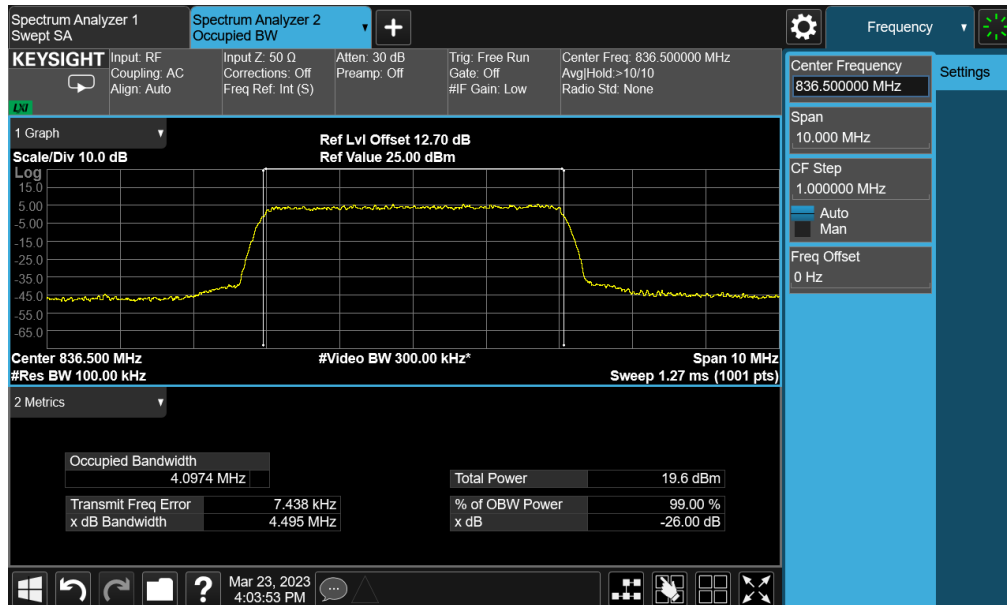 Spectrum Analyzer 1
Swept SA
Spectrum Analyzer 2
Occupied BW
+
Frequency
KEYSIGHT
LXI
Input: RF
Coupling: AC
Align: Auto
Input Z: 50 Ω
Corrections: Off
Freq Ref: Int (S)
Atten: 30 dB
Preamp: Off
Trig: Free Run
Gate: Off
#IF Gain: Low
Center Freq: 836.500000 MHz
Avg|Hold:>10/10
Radio Std: None
Center Frequency
836.500000 MHz
Settings
Span
10.000 MHz
CF Step
1.000000 MHz
Auto
Man
Freq Offset
0 Hz
1 Graph
Scale/Div 10.0 dB
Ref Lvl Offset 12.70 dB
Ref Value 25.00 dBm
Log
15.0
5.00
-5.00
-15.0
-25.0
-35.0
-45.0
-55.0
-65.0
Center 836.500 MHz
#Video BW 300.00 kHz*
Span 10 MHz
#Res BW 100.00 kHz
Sweep 1.27 ms (1001 pts)
2 Metrics
Occupied Bandwidth
4.0974 MHz
Total Power 19.6 dBm
Transmit Freq Error 7.438 kHz
% of OBW Power 99.00 %
x dB Bandwidth 4.495 MHz
x dB -26.00 dB
?
Mar 23, 2023
4:03:53 PM